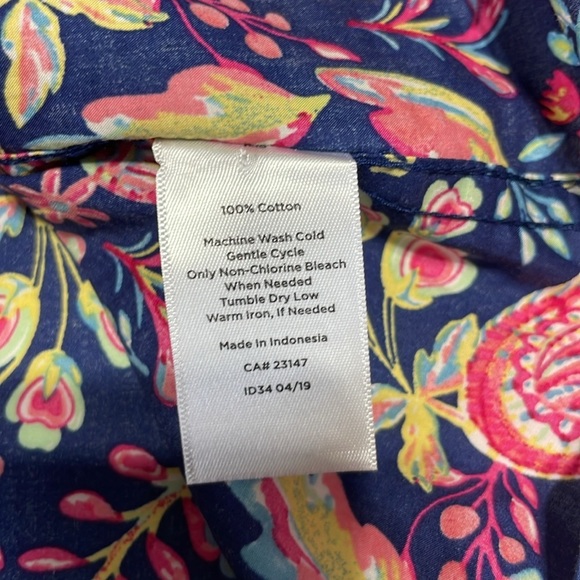 100% Cotton
Machine Wash Cold
Gentle Cycle
Only Non-Chlorine Bleach
When Needed
Tumble Dry Low
Warm Iron, If Needed
Made in Indonesia
CA# 23147
ID34 04/19